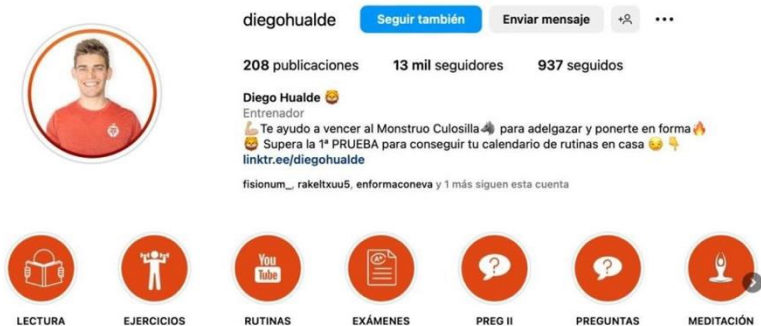 diegohualde Seguir también Enviar mensaje
208 publicaciones 13 mil seguidores 937 seguidos
Diego Hualde 🦁
Entrenador
💪Te ayudo a vencer al Monstruo Culosilla🦓 para adelgazar y ponerte en forma🔥
🦁 Supera la 1ª PRUEBA para conseguir tu calendario de rutinas en casa 😉 👇
linktr.ee/diegohualde
fisionum_, rakeltxuu5, enformaconeva y 1 más siguen esta cuenta
You
Tube
A+
? ?
LECTURA EJERCICIOS RUTINAS EXÁMENES PREG II PREGUNTAS MEDITACIÓN